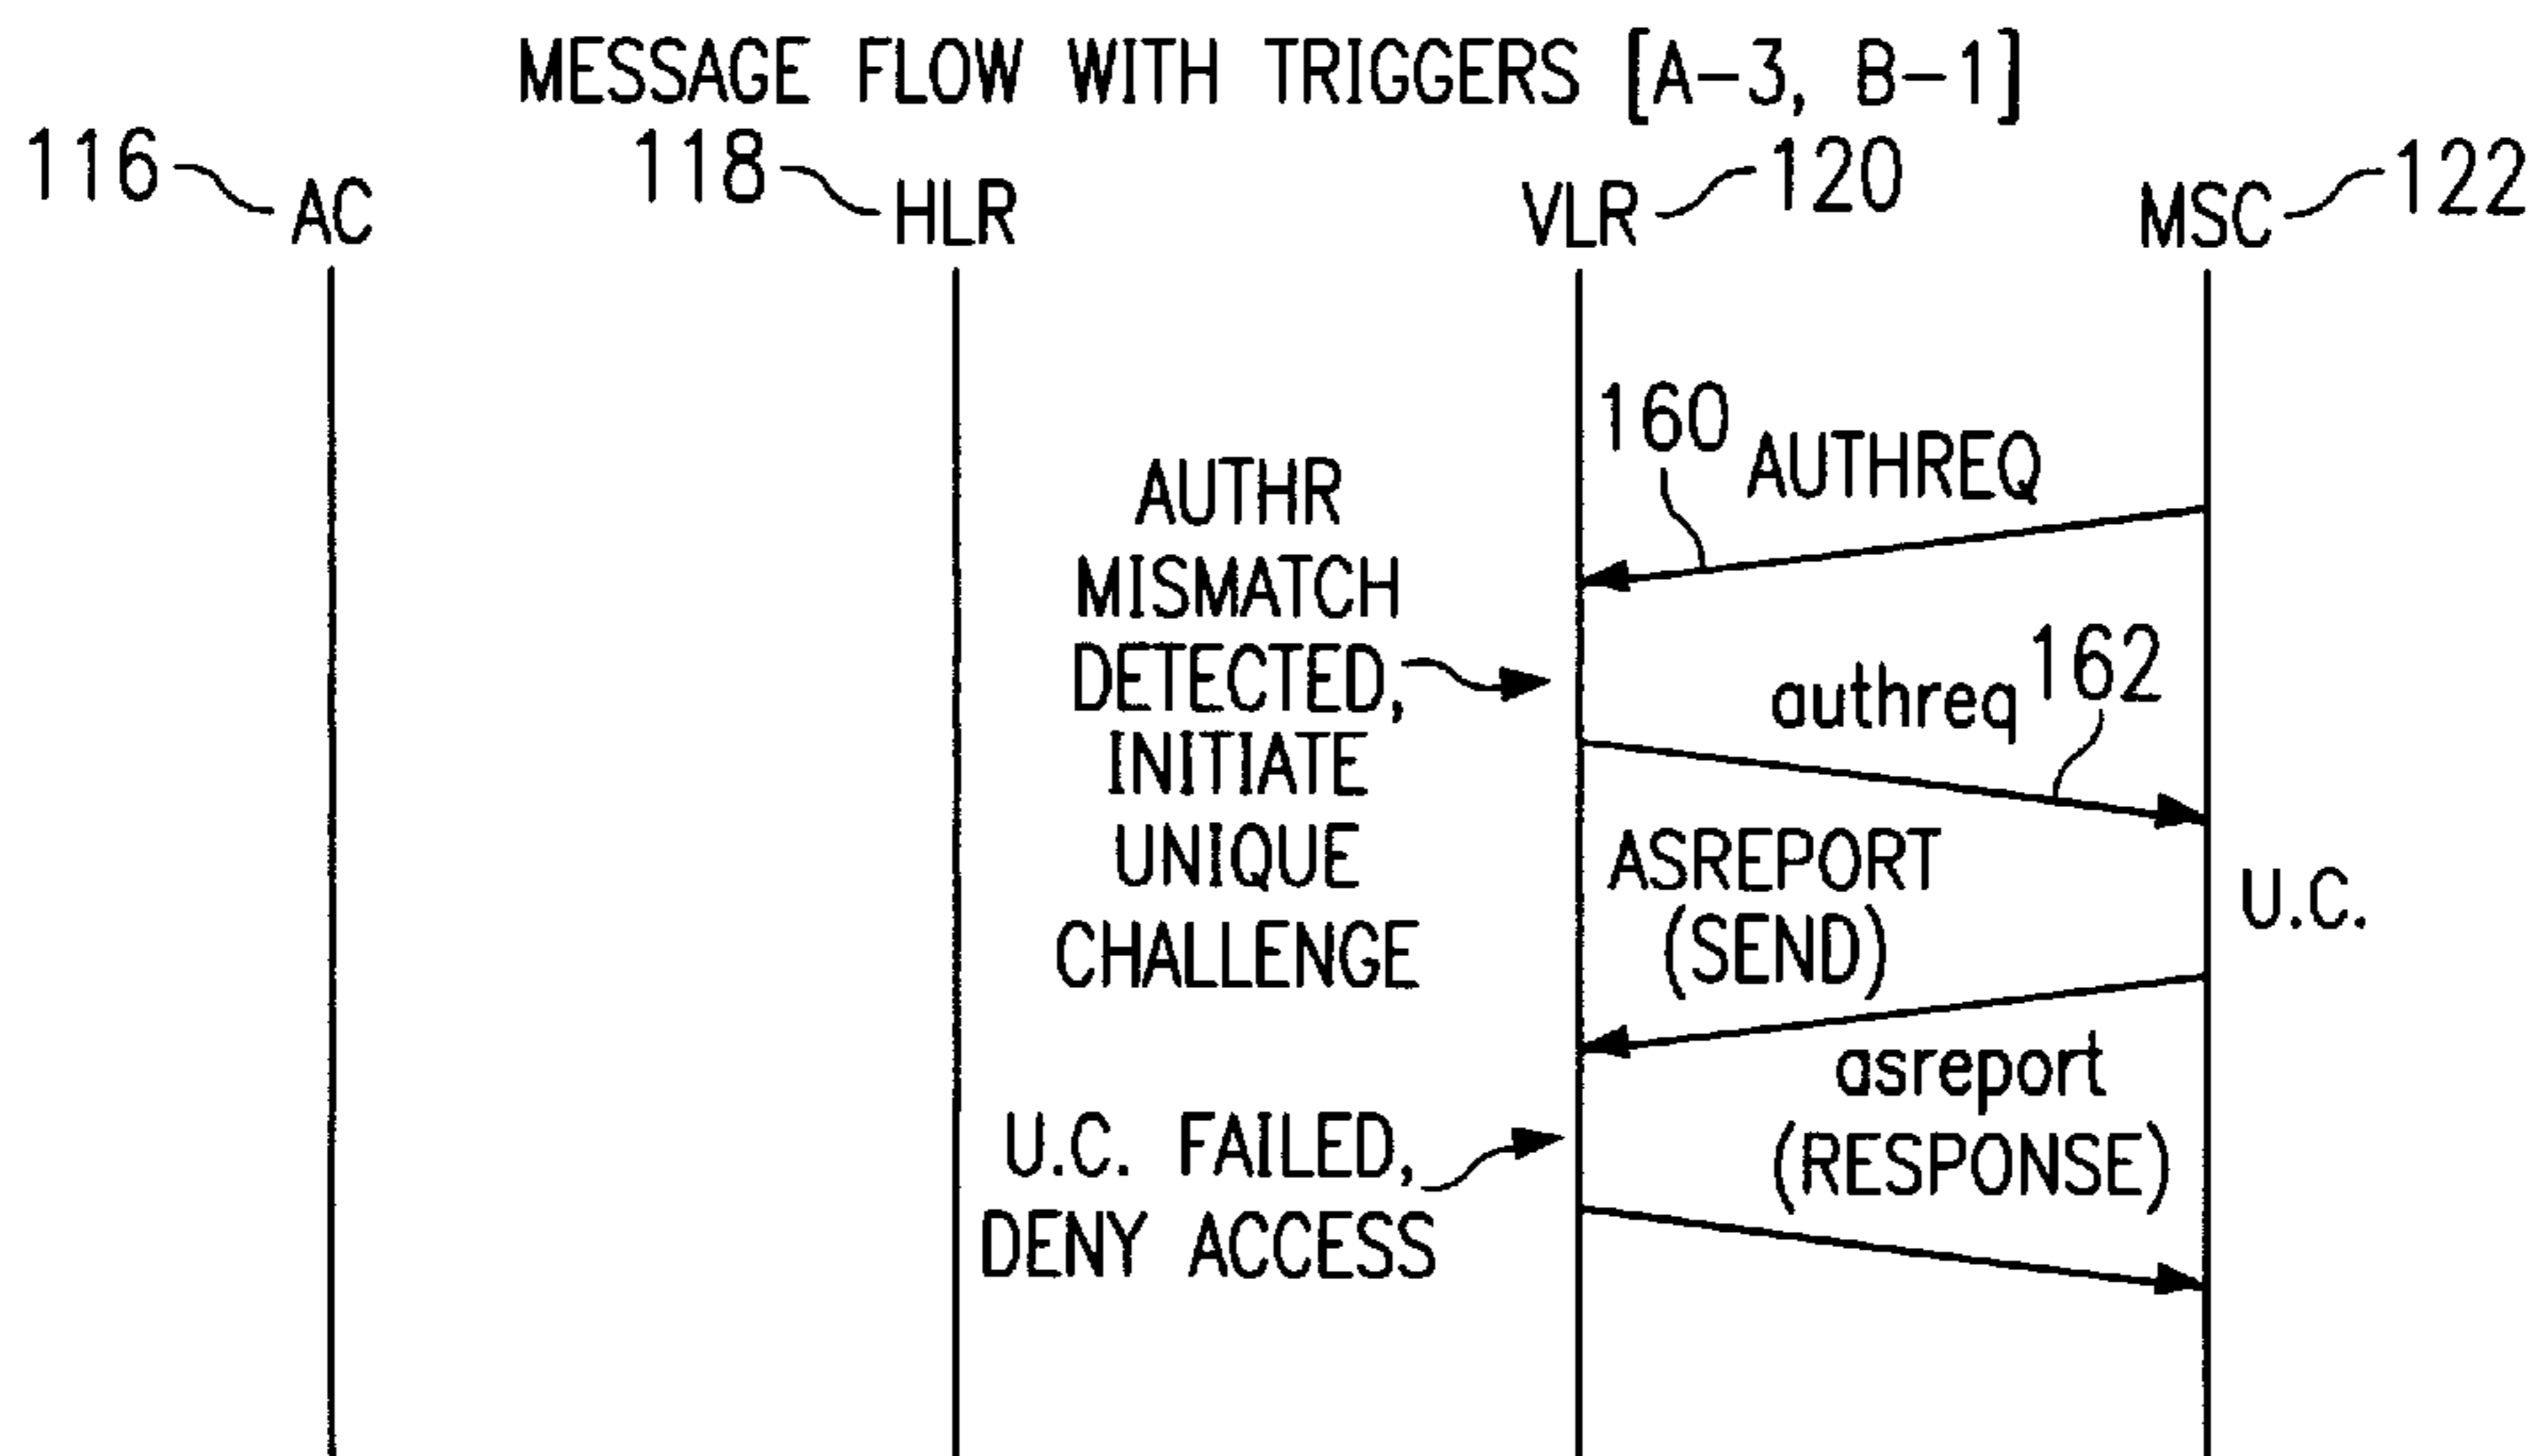 MESSAGE FLOW WITH TRIGGERS [A-3, B-1]
116 AC
118 HLR
VLR 120
MSC 122
160
AUTHREQ
AUTHR
MISMATCH
DETECTED,
INITIATE
UNIQUE
CHALLENGE
authreq 162
ASREPORT
(SEND)
U.C.
asreport
(RESPONSE)
U.C. FAILED,
DENY ACCESS